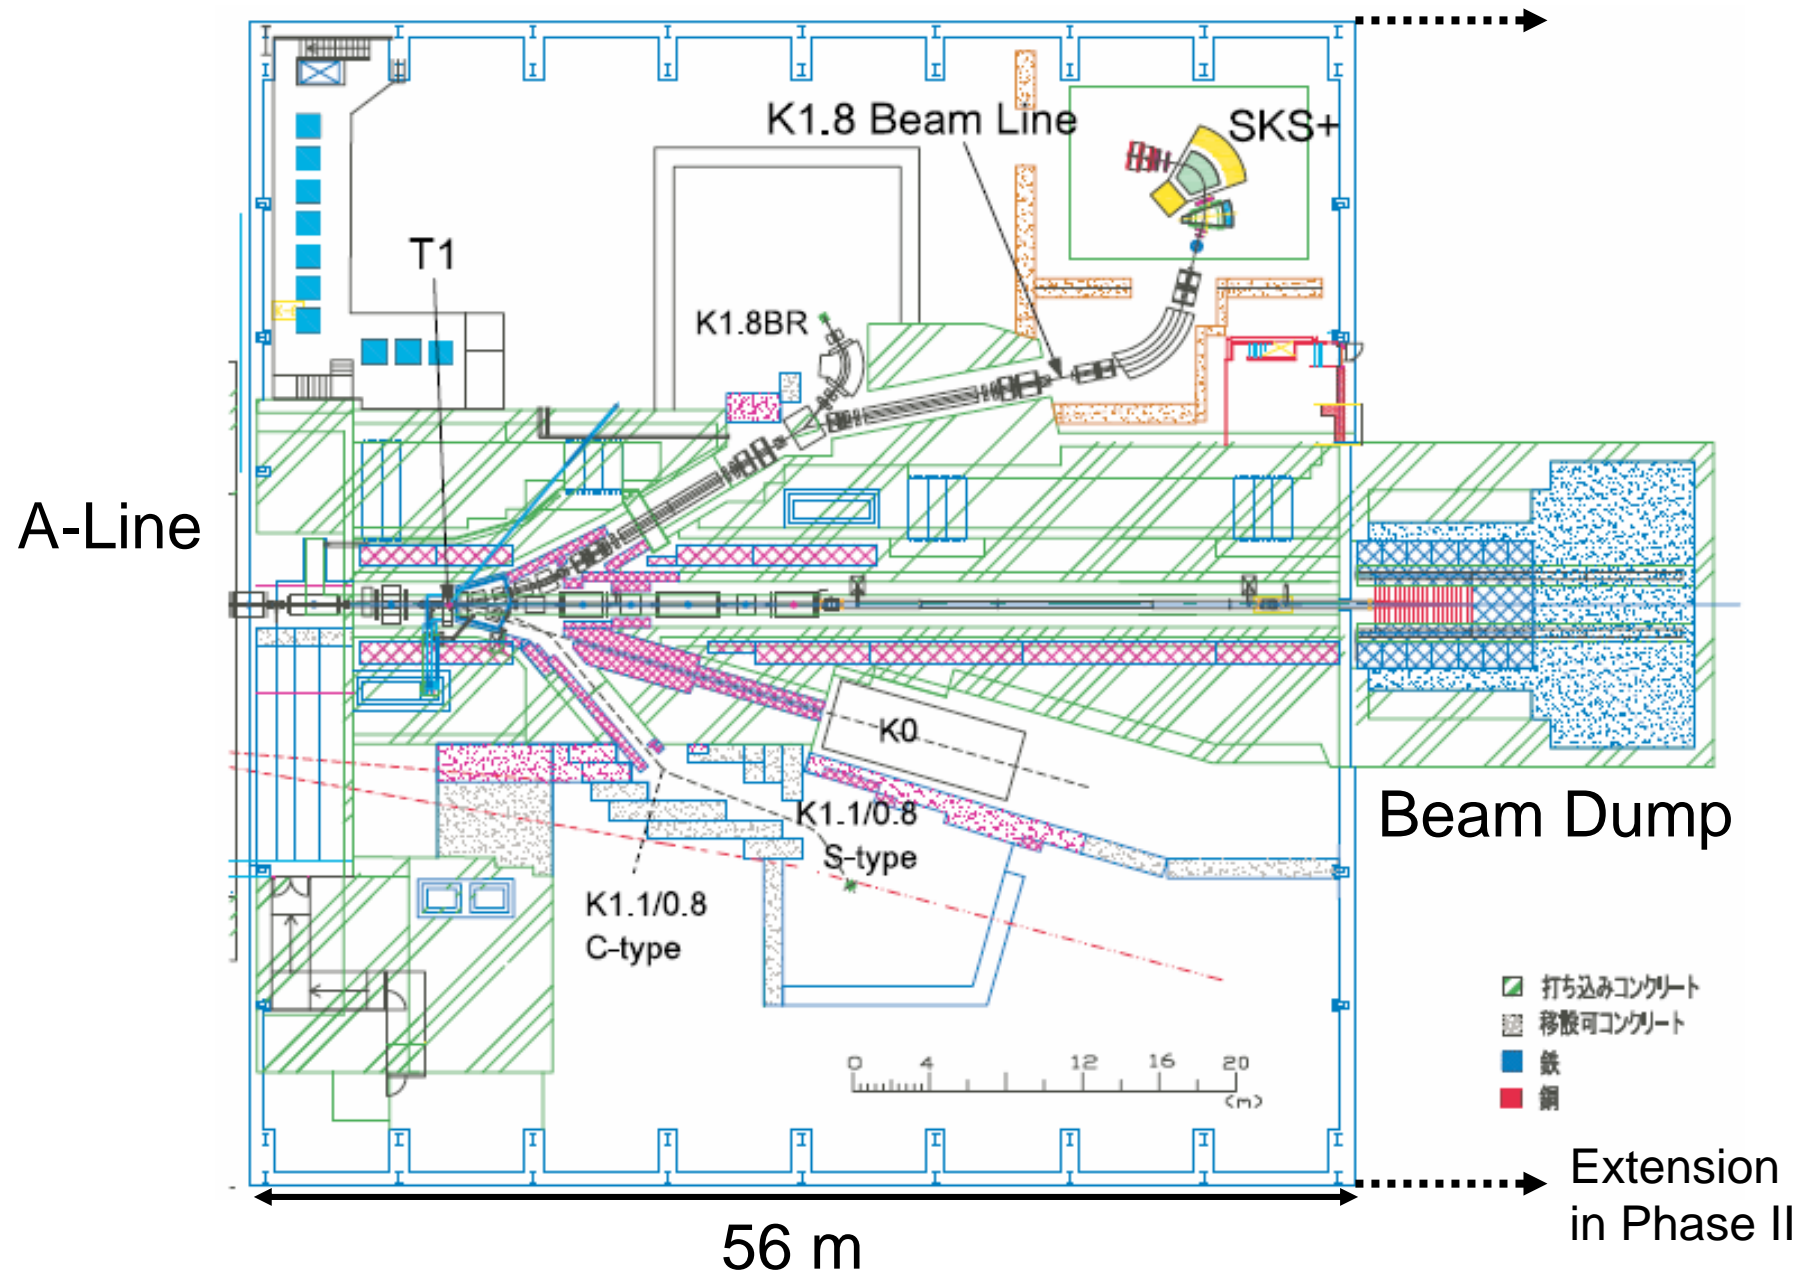 K1.8 Beam Line
SKS+
T1
K1.8BR
A-Line
K0
Beam Dump
K1.1/0.8
S-type
K1.1/0.8
C-type
打ち込みコンクリート
移設可コンクリート
鉄
銅
0 4 12 16 20
(m)
Extension
in Phase II
56 m